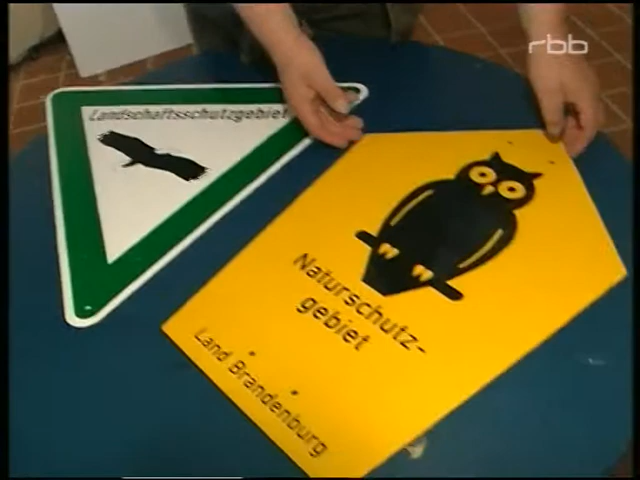 rbb
Landschaftsschutzgebiet
Naturschutz-
gebiet
Land Brandenburg